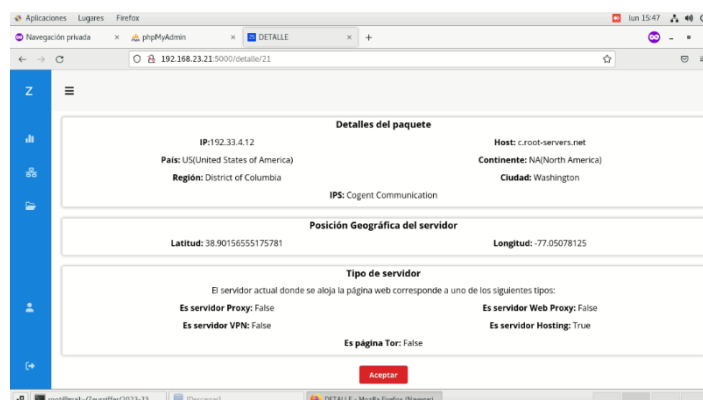 Aplicaciones Lugares Firefox lun 15:47
Navegación privada × phpMyAdmin × DETALLE × +
192.168.23.21:5000/detalle/21
Z
Detalles del paquete
IP:192.33.4.12 Host: c.root-servers.net
País: US(United States of America) Continente: NA(North America)
Región: District of Columbia Ciudad: Washington
IPS: Cogent Communication
Posición Geográfica del servidor
Latitud: 38.90156555175781 Longitud: -77.05078125
Tipo de servidor
El servidor actual donde se aloja la página web corresponde a uno de los siguientes tipos:
Es servidor Proxy: False Es servidor Web Proxy: False
Es servidor VPN: False Es servidor Hosting: True
Es página Tor: False
Aceptar
[Descargas] DETALLE - Mozilla Firefox (Navegac